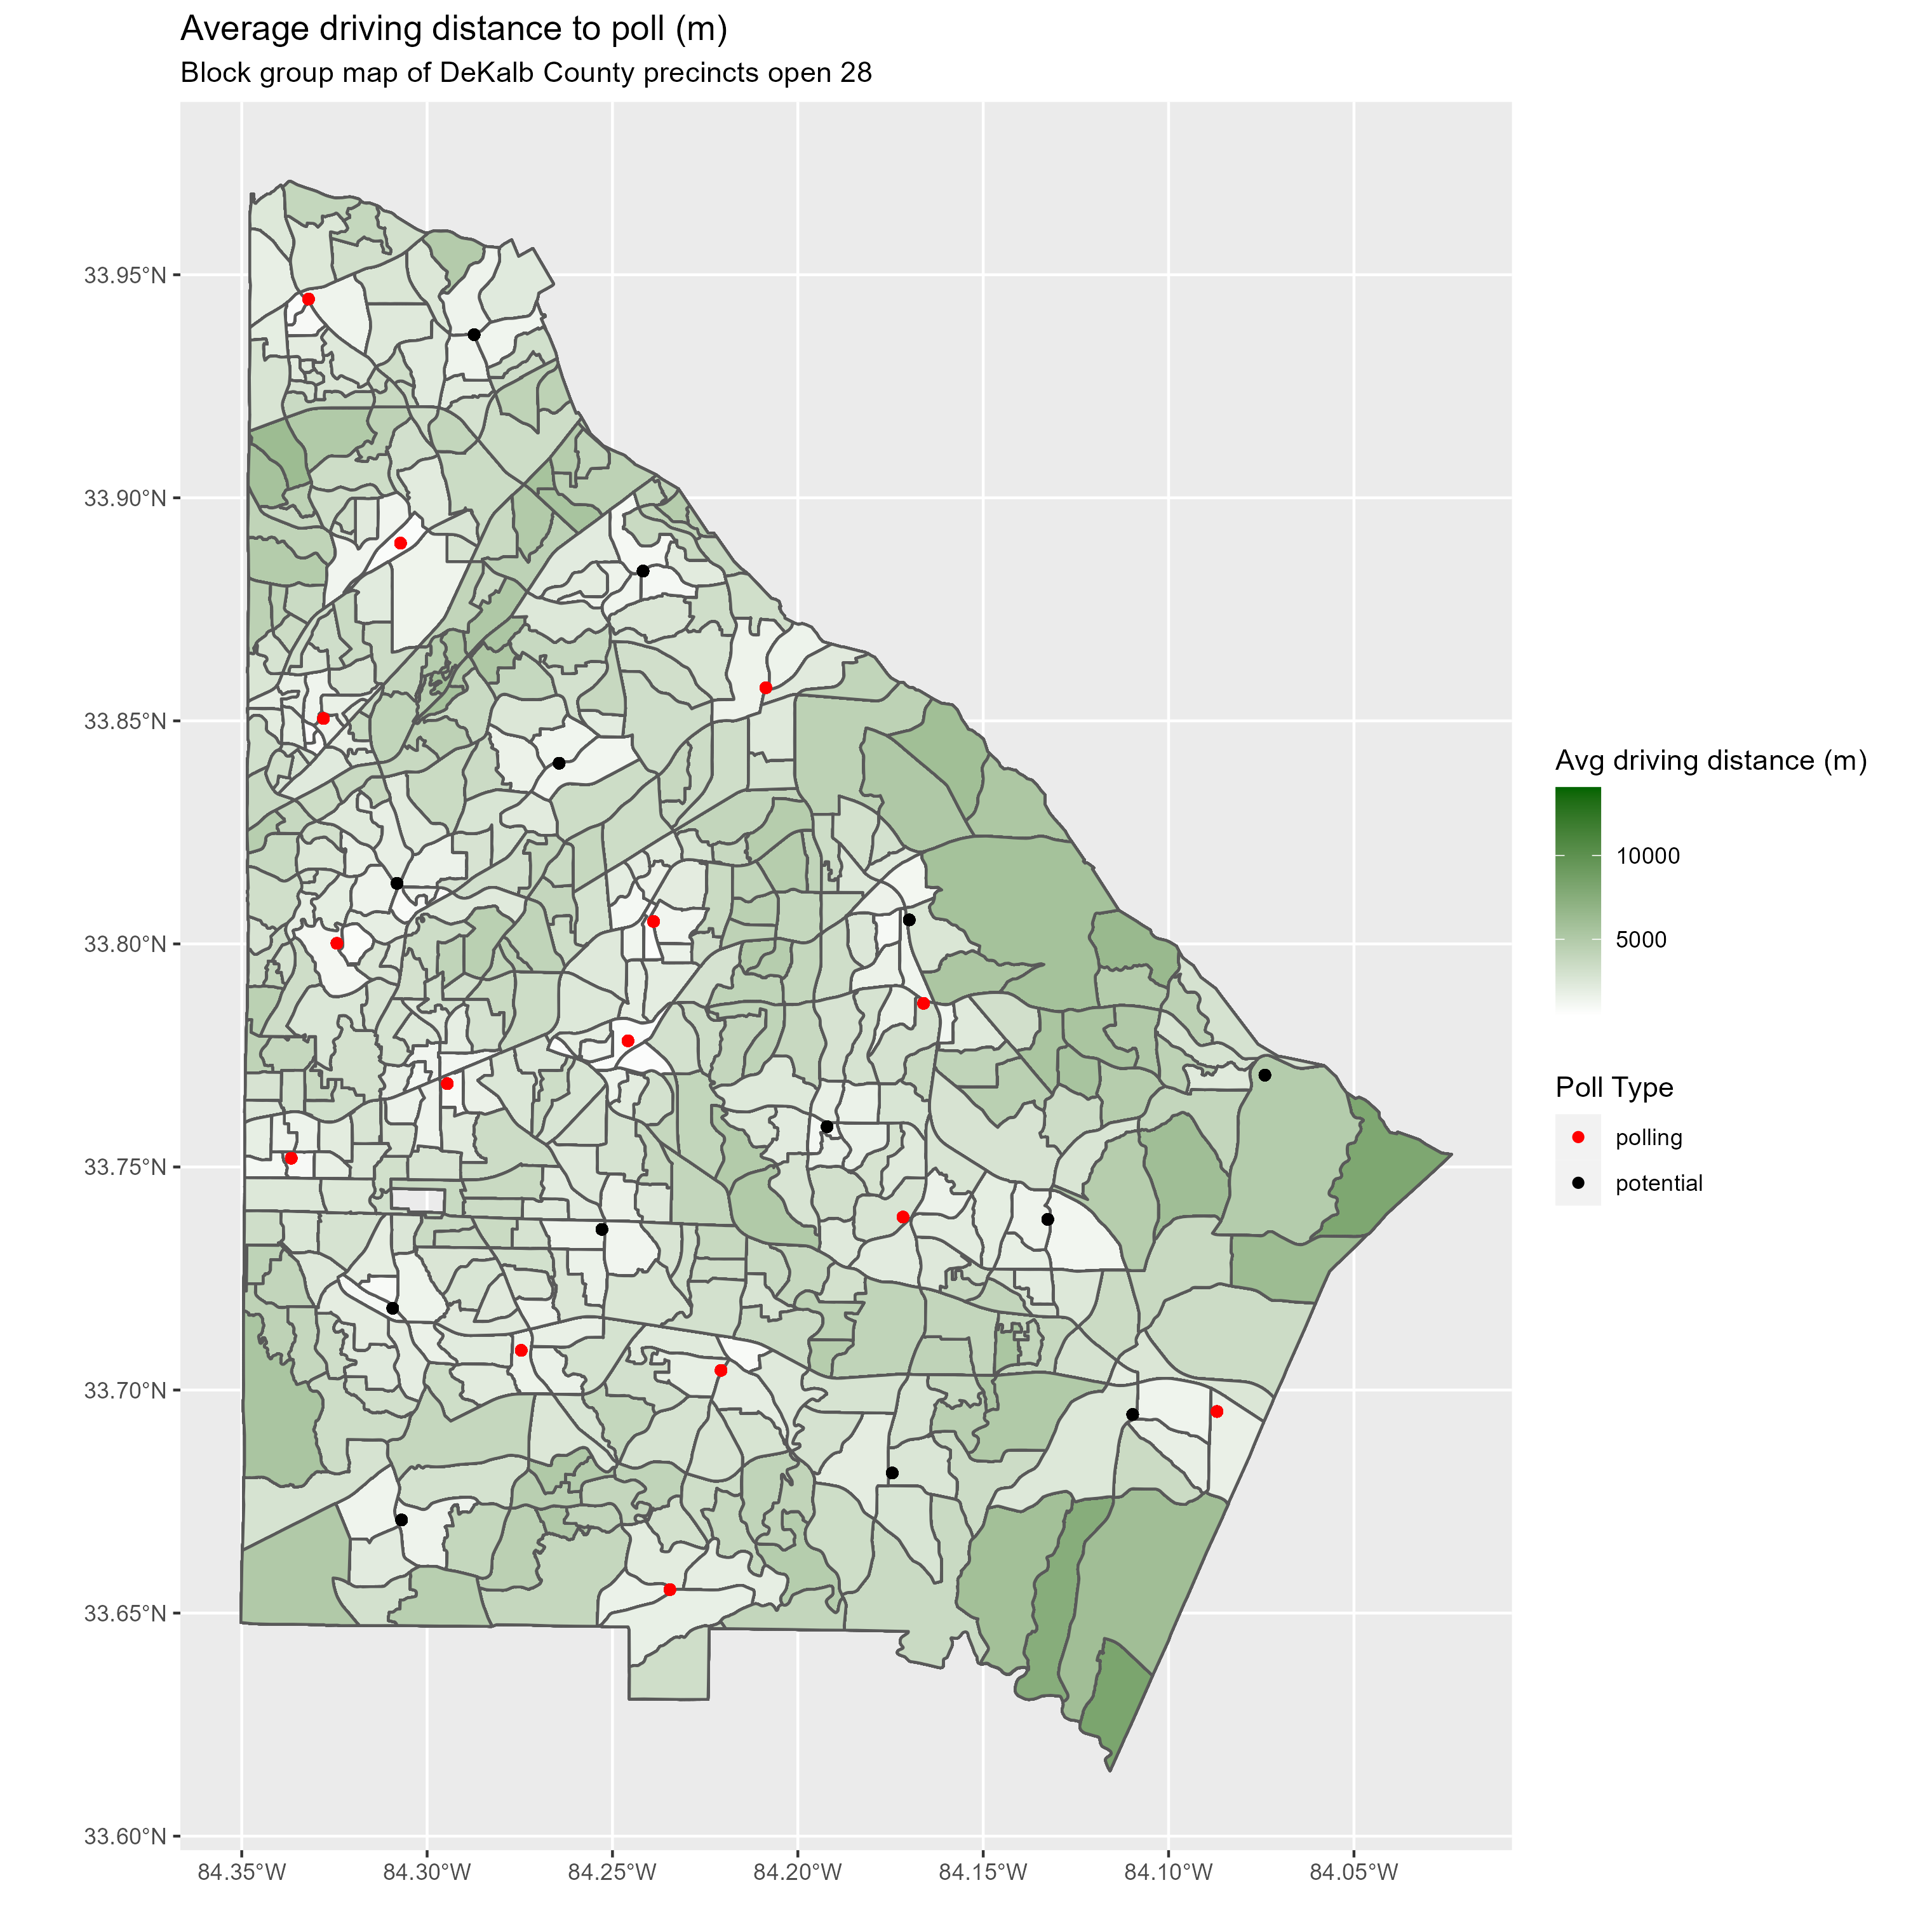 Average driving distance to poll (m)
Block group map of DeKalb County precincts open 28
33.95°N
33.90°N
33.85°N
33.80°N
33.75°N
33.70°N
33.65°N
33.60°N
84.35°W 84.30°W 84.25°W 84.20°W 84.15°W 84.10°W 84.05°W
Avg driving distance (m)
10000
5000
Poll Type
polling
potential